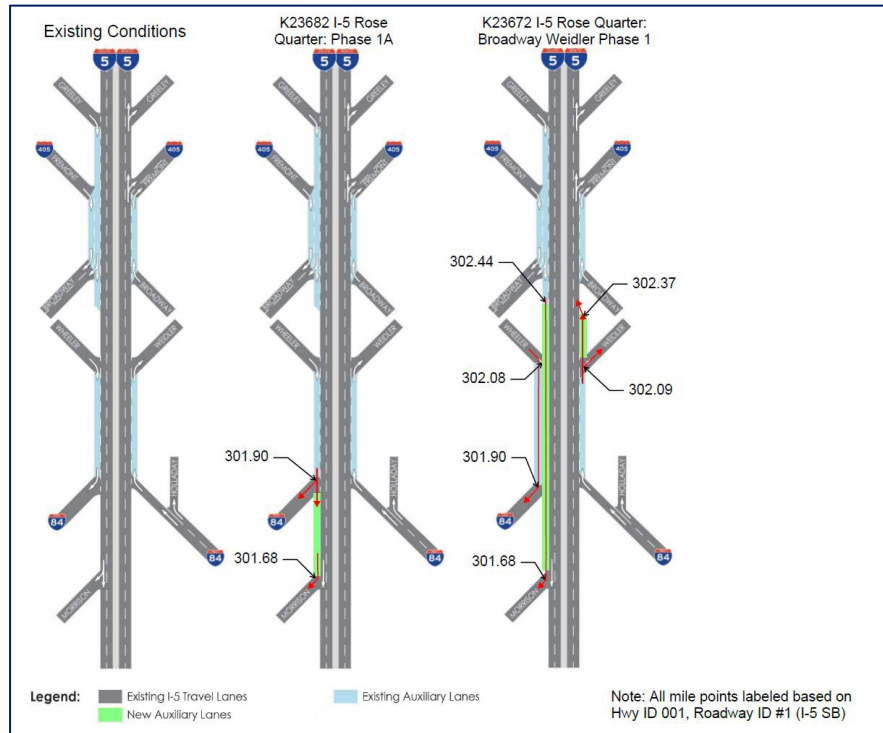 Existing Conditions
K23682 I-5 Rose
Quarter: Phase 1A
K23672 I-5 Rose Quarter:
Broadway Weidler Phase 1
5 5
5 5
5 5
GREELEY
GREELEY
405
FREMONT
FREMONT
405
BROADWAY
BROADWAY
WHEELER
WEIDLER
84
HOLLADAY
84
MORRISON
GREELEY
GREELEY
405
FREMONT
FREMONT
405
BROADWAY
BROADWAY
WHEELER
WEIDLER
301.90
84
HOLLADAY
84
301.68
MORRISON
GREELEY
GREELEY
405
FREMONT
FREMONT
405
302.44
302.37
BROADWAY
BROADWAY
WHEELER
WEIDLER
302.08
302.09
301.90
84
HOLLADAY
84
301.68
MORRISON
Legend:
Existing I-5 Travel Lanes
Existing Auxiliary Lanes
New Auxiliary Lanes
Note: All mile points labeled based on
Hwy ID 001, Roadway ID #1 (I-5 SB)